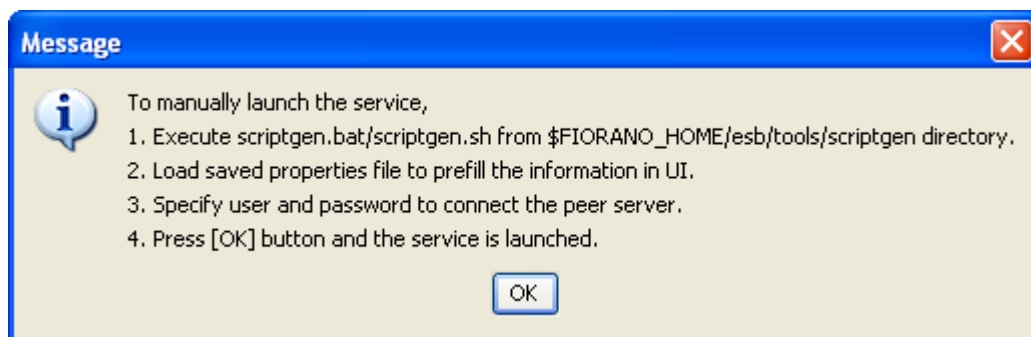 Message
To manually launch the service,
1. Execute scriptgen.bat/scriptgen.sh from $FIORANO_HOME/esb/tools/scriptgen directory.
2. Load saved properties file to prefill the information in UI.
3. Specify user and password to connect the peer server.
4. Press [OK] button and the service is launched.
OK